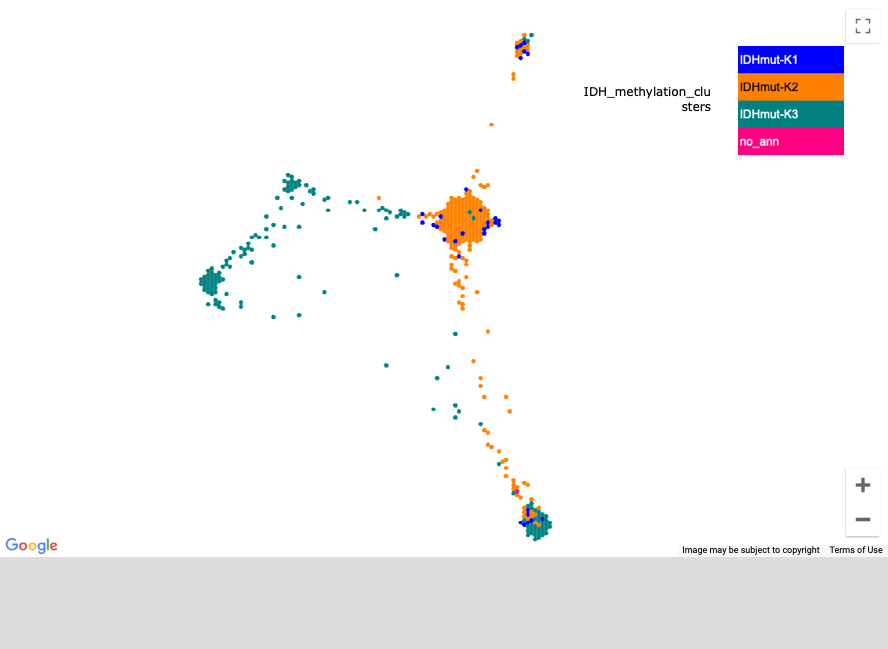 IDH_methylation_clu
sters
IDHmut-K1
IDHmut-K2
IDHmut-K3
no_ann
Google
Image may be subject to copyright
Terms of Use